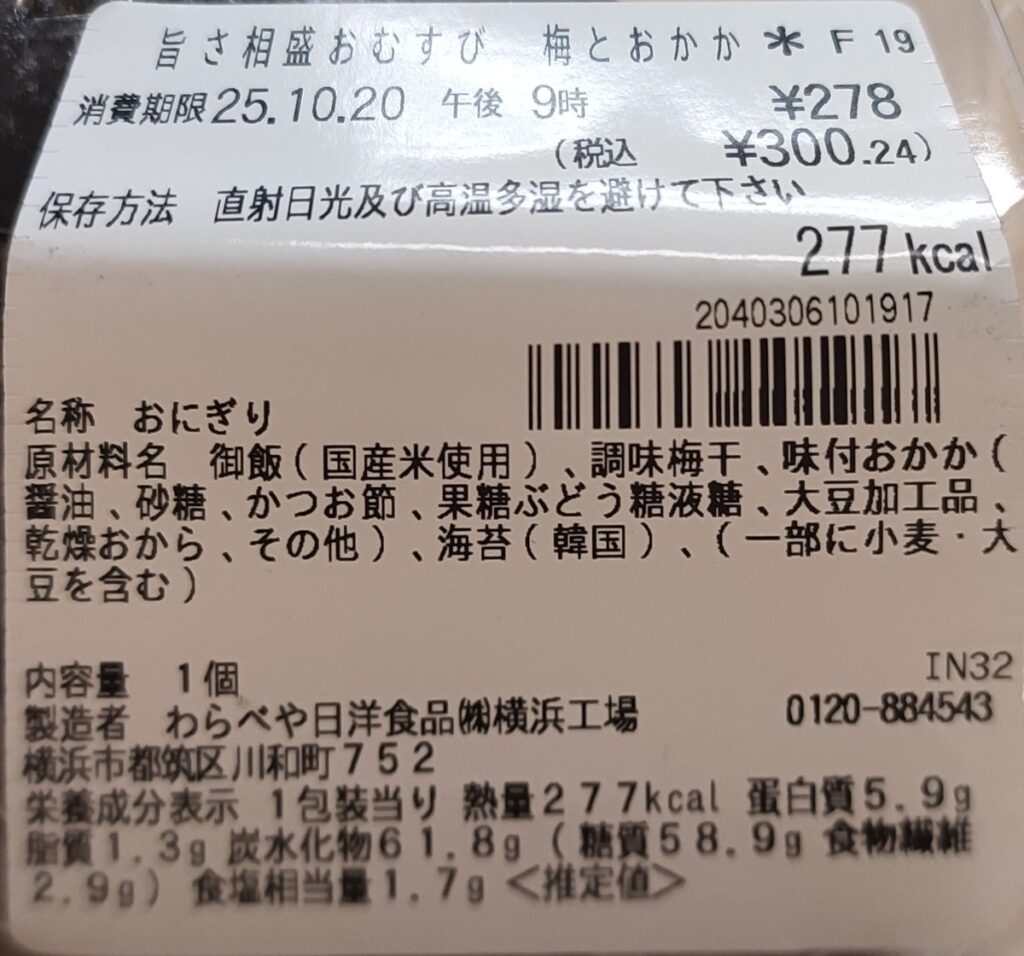 旨さ相盛おむすび 梅とおかか * F 19
消費期限25.10.20 午後 9時 ¥278
(税込 ¥300.24)
保存方法 直射日光及び高温多湿を避けて下さい
277 kcal
2040306101917
名称 おにぎり
原材料名 御飯(国産米使用)、調味梅干、味付おかか(
醤油、砂糖、かつお節、果糖ぶどう糖液糖、大豆加工品、
乾燥おから、その他)、海苔(韓国)、(一部に小麦・大
豆を含む)
内容量 1個 IN32
製造者 わらべや日洋食品㈱横浜工場 0120-884543
横浜市都筑区川和町752
栄養成分表示 1包装当り 熱量277kcal 蛋白質5.9g
脂質1.3g 炭水化物61.8g(糖質58.9g 食物繊維
2.9g) 食塩相当量1.7g <推定値>